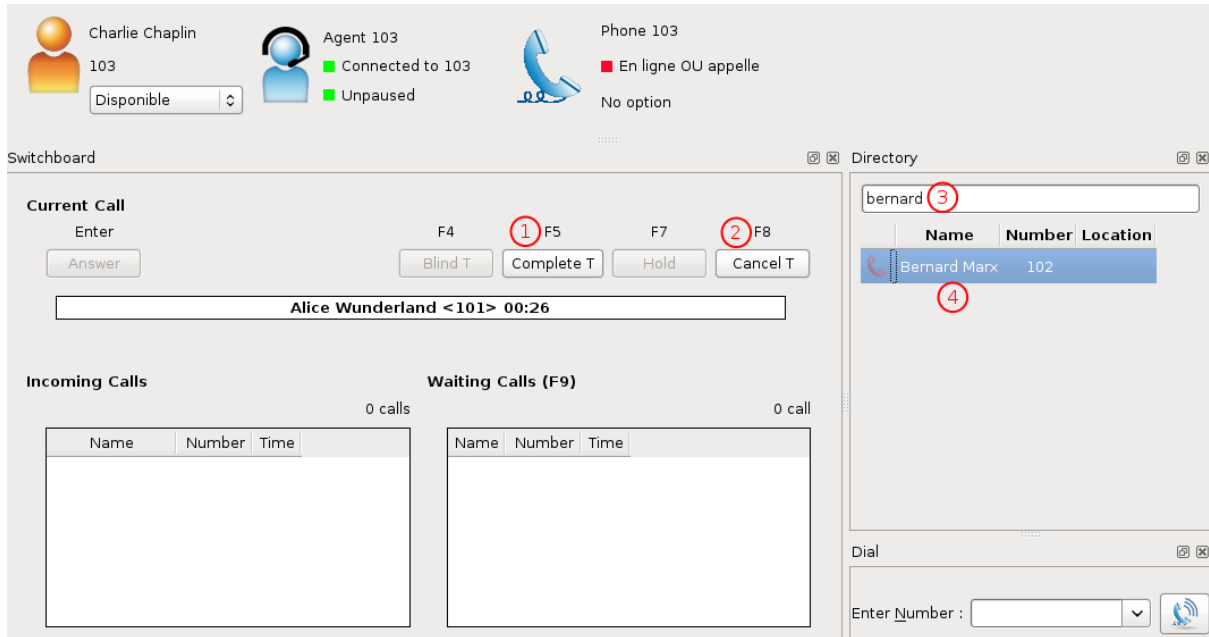 Charlie Chaplin
103
Disponible
Agent 103
Connected to 103
Unpaused
Phone 103
En ligne OU appelle
No option
Switchboard
Current Call
Enter F4 1 F5 F7 2 F8
Answer Blind T Complete T Hold Cancel T
Alice Wunderland <101> 00:26
Incoming Calls Waiting Calls (F9)
0 calls 0 call
Name Number Time Name Number Time
Directory
bernard 3
Name Number Location
Bernard Marx 102
4
Dial
Enter Number :